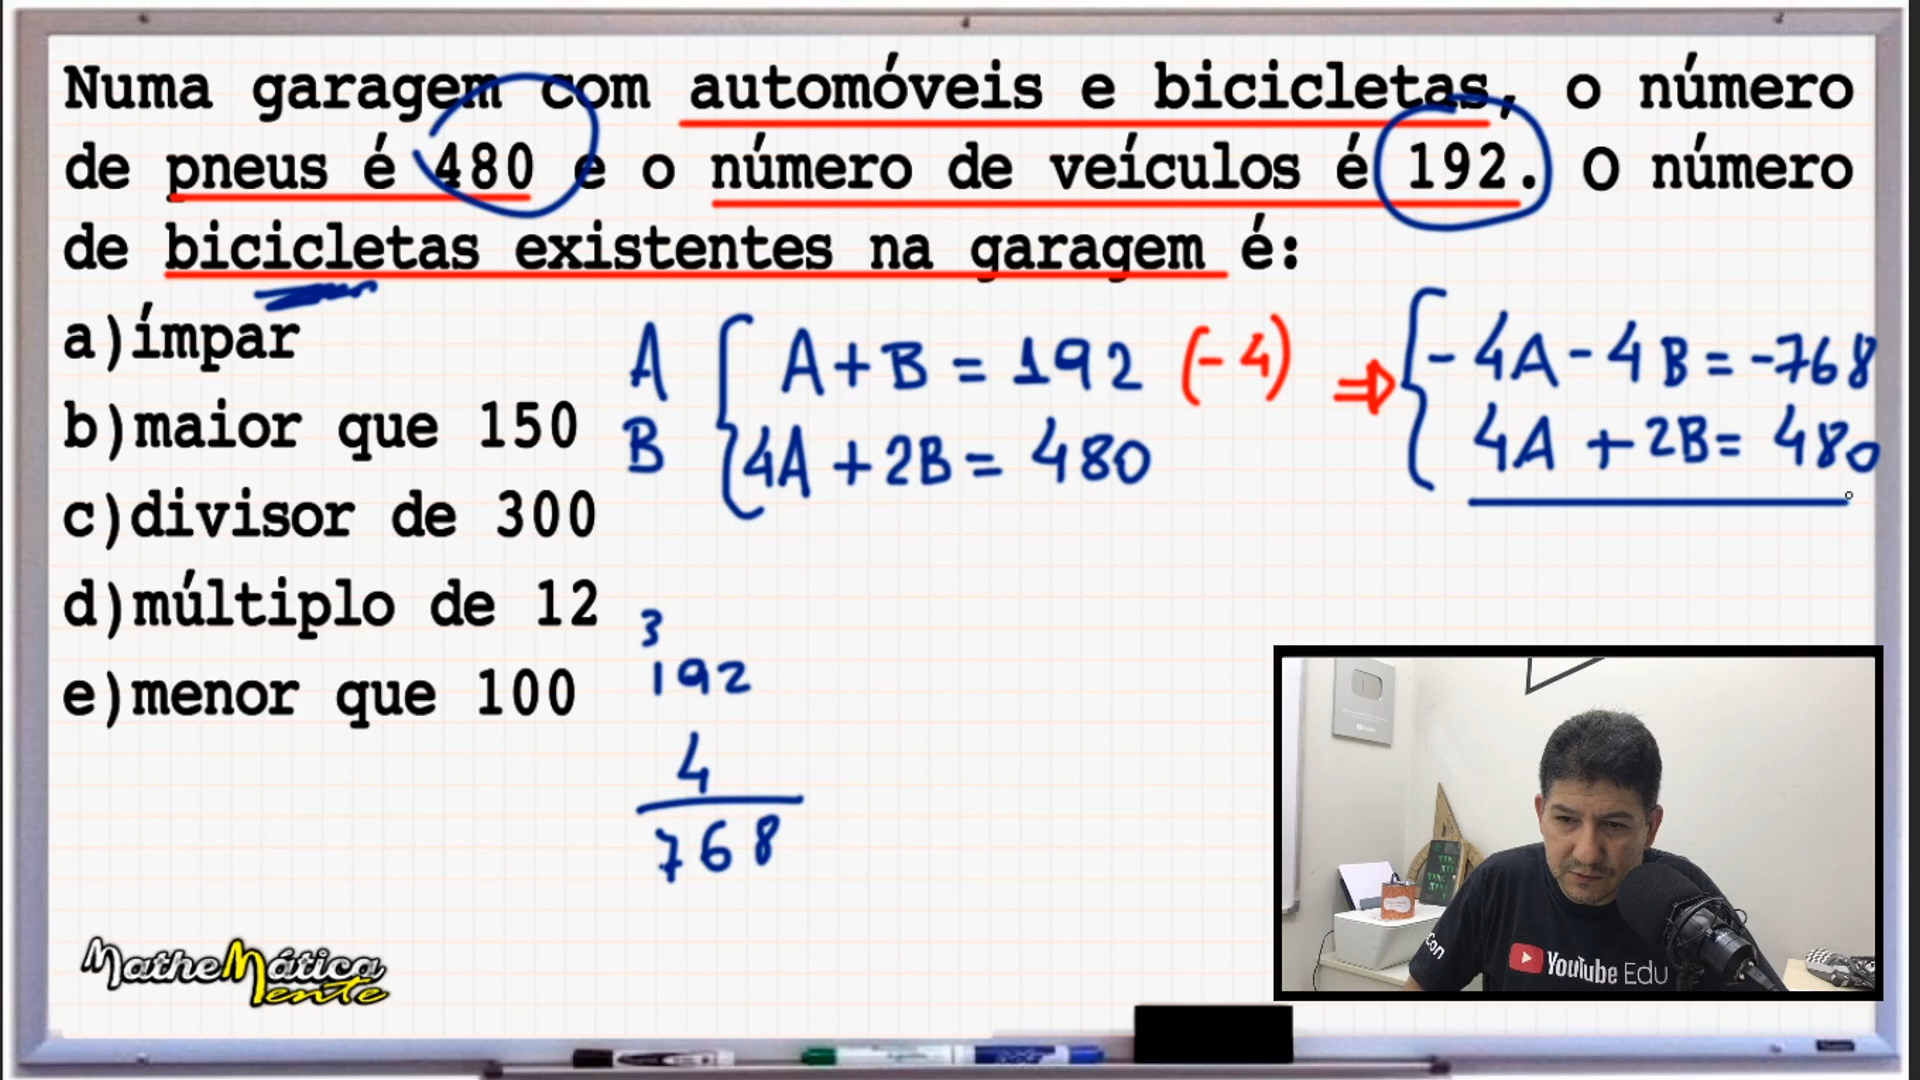 Numa garagem com automóveis e bicicletas, o número
de pneus é 480 e o número de veículos é 192. O número
de bicicletas existentes na garagem é:
a)ímpar
b)maior que 150
c)divisor de 300
d)múltiplo de 12
e)menor que 100
A
B
A+B = 192 (-4)
4A+2B = 480
⇒
-4A-4B=-768
4A+2B=480
3
192
4
768
MatheMática
Mente
Con
YouTube Edu